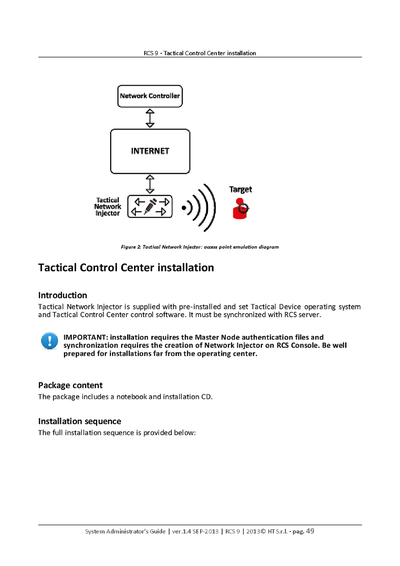 RCS 9 - Tactical Control Center installation
Network Controller
INTERNET
Tactical
Network
Injector
Target
Figure 2: Tactical Network Injector: access point emulation diagram
Tactical Control Center installation
Introduction
Tactical Network Injector is supplied with pre-installed and set Tactical Device operating system
and Tactical Control Center control software. It must be synchronized with RCS server.
IMPORTANT: installation requires the Master Node authentication files and
synchronization requires the creation of Network Injector on RCS Console. Be well
prepared for installations far from the operating center.
Package content
The package includes a notebook and installation CD.
Installation sequence
The full installation sequence is provided below:
System Administrator's Guide | ver.1.4 SEP-2013 | RCS 9 | 2013© HT S.r.l. - pag. 49